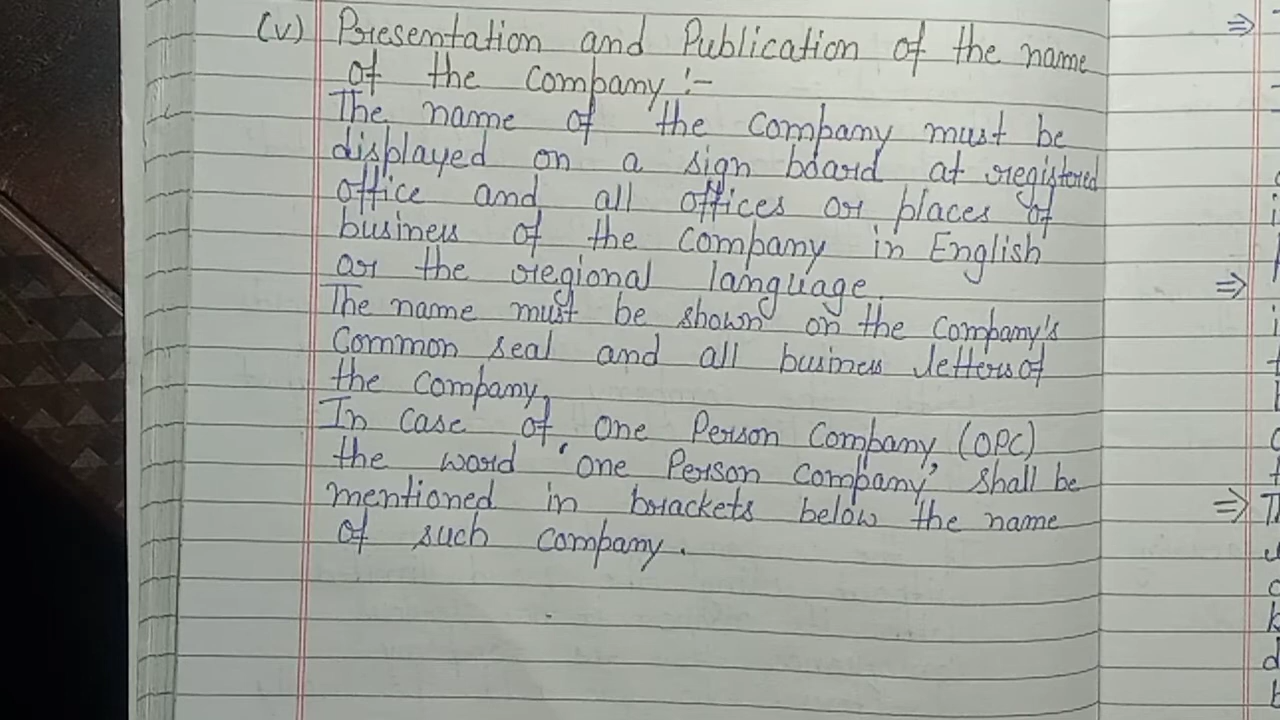 (v) Presentation and Publication of the name
of the company :-
The name of the company must be
displayed on a sign board at registered
office and all offices or places of
business of the company in English
or the regional language.
The name must be shown on the company's
Common seal and all business letters of
the company.
In case of One Person Company (OPC)
the word 'One Person Company' shall be
mentioned in brackets below the name
of such company.